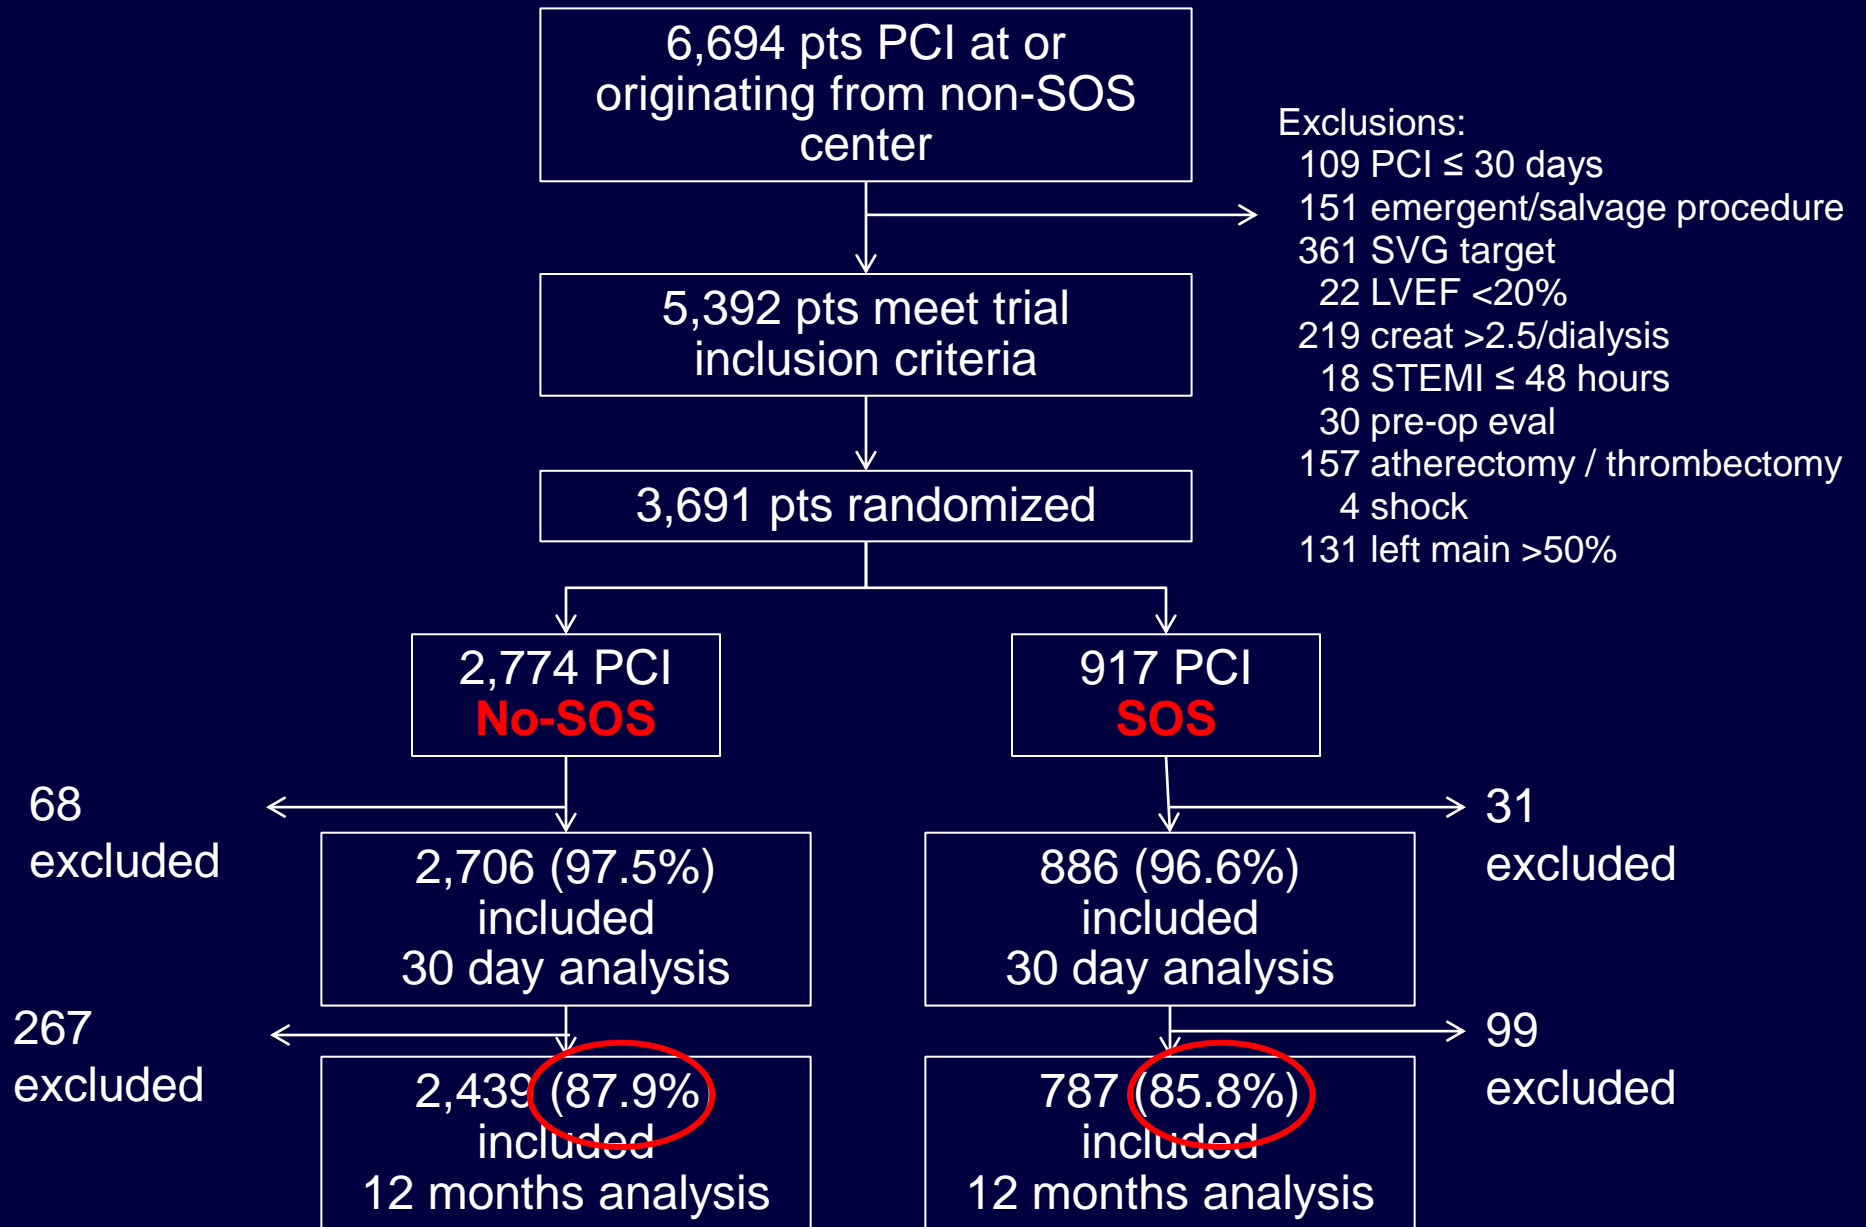 6,694 pts PCI at or
originating from non-SOS
center
Exclusions:
109 PCI ≤ 30 days
151 emergent/salvage procedure
361 SVG target
22 LVEF <20%
219 creat >2.5/dialysis
18 STEMI ≤ 48 hours
30 pre-op eval
157 atherectomy / thrombectomy
4 shock
131 left main >50%
5,392 pts meet trial
inclusion criteria
3,691 pts randomized
2,774 PCI
No-SOS
917 PCI
SOS
68
excluded
31
excluded
2,706 (97.5%)
included
30 day analysis
886 (96.6%)
included
30 day analysis
267
excluded
99
excluded
2,439 (87.9%)
included
12 months analysis
787 (85.8%)
included
12 months analysis